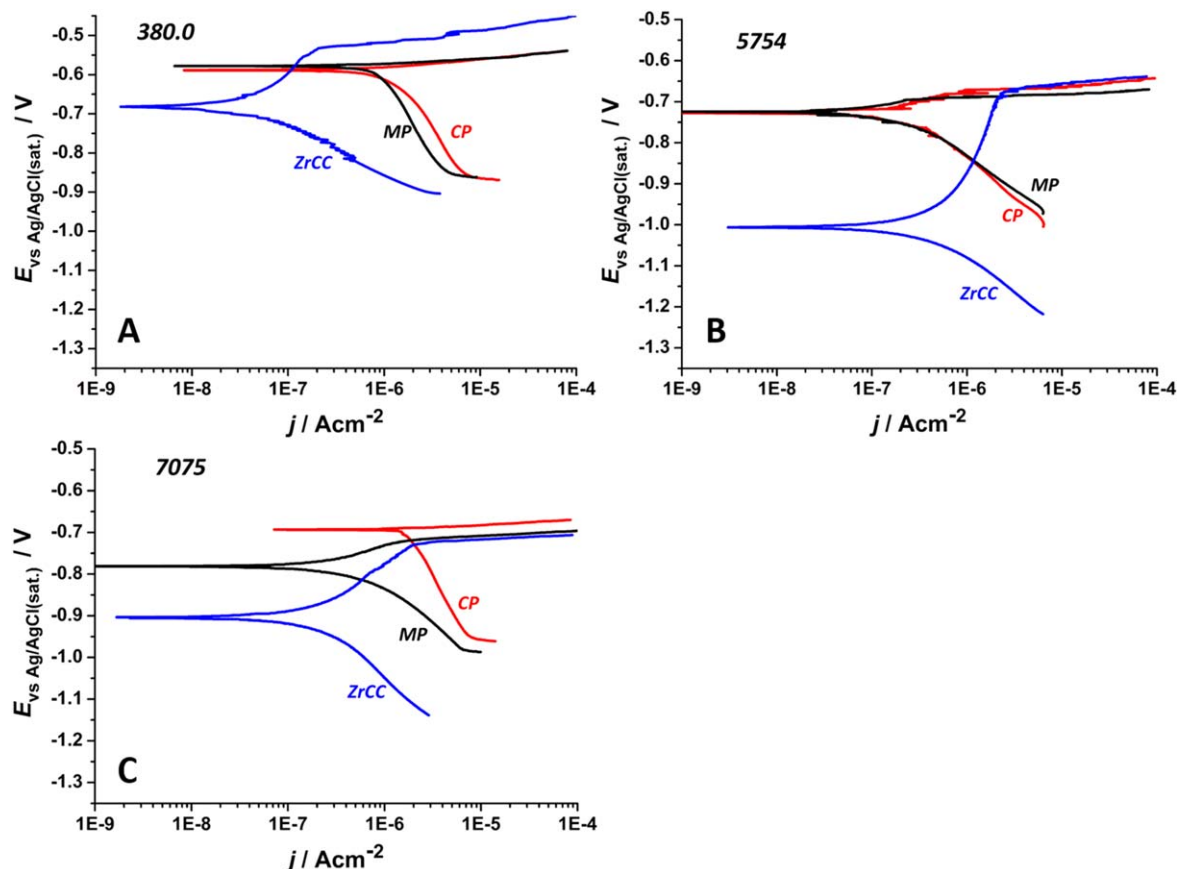 380.0
-0.5
-0.6
-0.7
-0.8
-0.9
-1.0
-1.1
-1.2
-1.3
E vs Ag/AgCl(sat.) / V
MP
CP
ZrCC
A
1E-9 1E-8 1E-7 1E-6 1E-5 1E-4
j / Acm-2
5754
-0.5
-0.6
-0.7
-0.8
-0.9
-1.0
-1.1
-1.2
-1.3
E vs Ag/AgCl(sat.) / V
MP
CP
ZrCC
B
1E-9 1E-8 1E-7 1E-6 1E-5 1E-4
j / Acm-2
7075
-0.5
-0.6
-0.7
-0.8
-0.9
-1.0
-1.1
-1.2
-1.3
E vs Ag/AgCl(sat.) / V
CP
MP
ZrCC
C
1E-9 1E-8 1E-7 1E-6 1E-5 1E-4
j / Acm-2